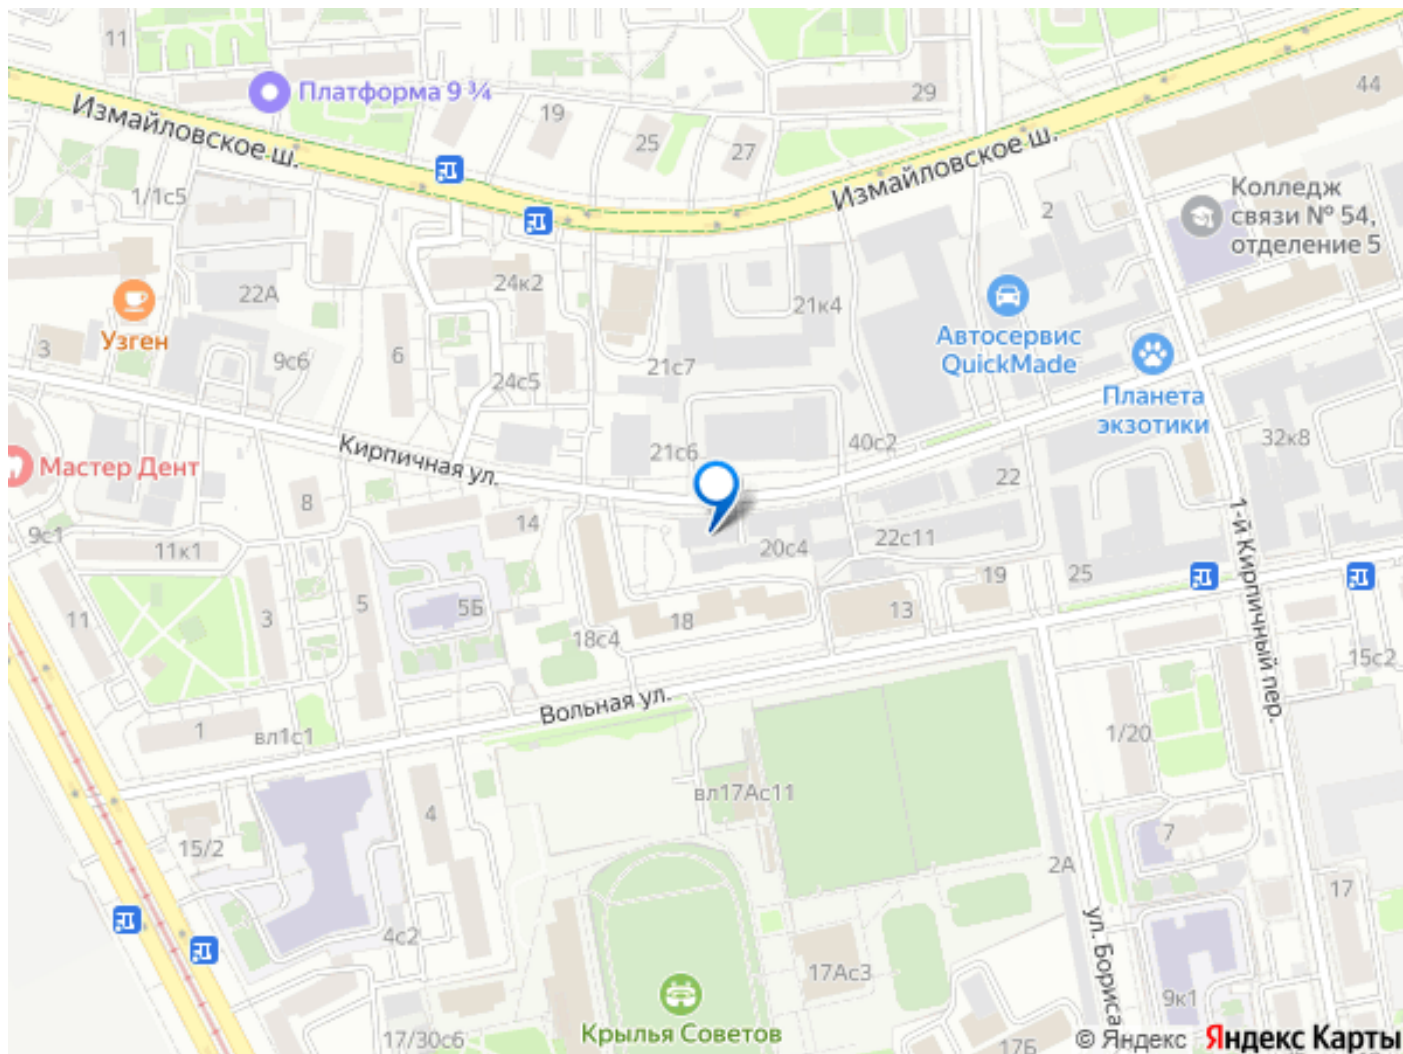 11
Платформа 9 ¾
19
25
27
29
44
Измайловское ш.
Измайловское ш.
1/1с5
2
Колледж
связи № 54,
отделение 5
22А
24к2
21к4
Узген
3
9с6
6
24с5
21с7
Автосервис
QuickMade
Планета
экзотики
Кирпичная ул.
21с6
40с2
32к8
Мастер Дент
8
14
22
9с1
11к1
20с4
22с11
1-й Кирпичный пер.
11
3
5
5Б
18с4
18
13
19
25
15с2
Вольная ул.
1
вл1с1
1/20
вл17Ас11
4
15/2
7
2А
17
4с2
17Ас3
ул. Бориса
9к1
Крылья Советов
17/30с6
17Б
© Яндекс Яндекс Карты